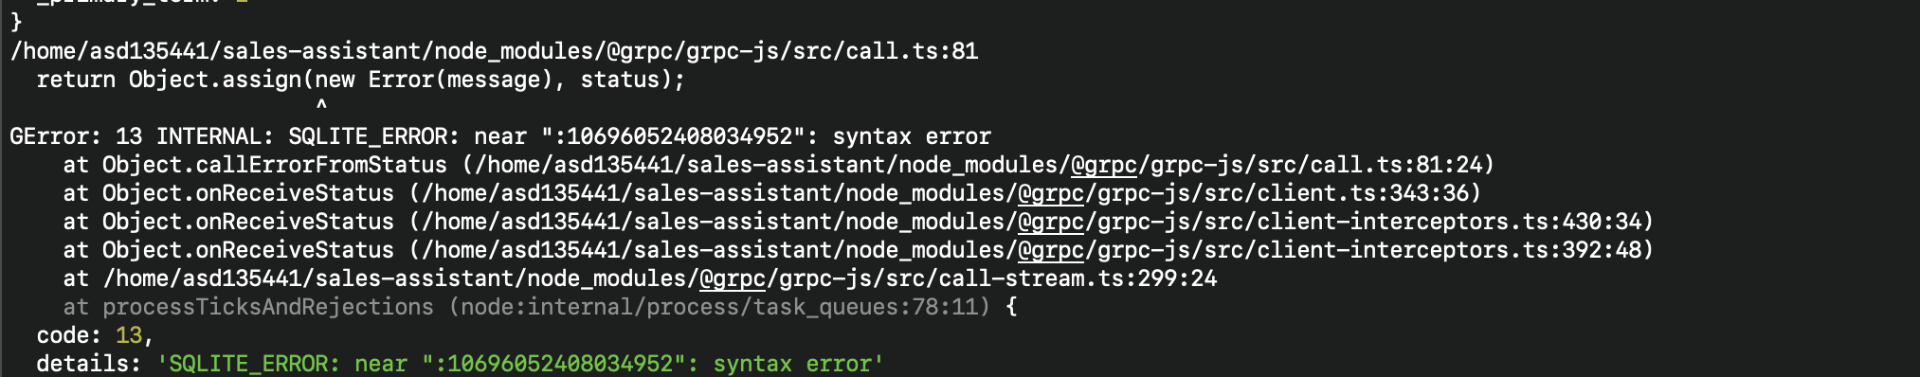 }
/home/asd135441/sales-assistant/node_modules/@grpc/grpc-js/src/call.ts:81
  return Object.assign(new Error(message), status);
                       ^
GError: 13 INTERNAL: SQLITE_ERROR: near ":10696052408034952": syntax error
    at Object.callErrorFromStatus (/home/asd135441/sales-assistant/node_modules/@grpc/grpc-js/src/call.ts:81:24)
    at Object.onReceiveStatus (/home/asd135441/sales-assistant/node_modules/@grpc/grpc-js/src/client.ts:343:36)
    at Object.onReceiveStatus (/home/asd135441/sales-assistant/node_modules/@grpc/grpc-js/src/client-interceptors.ts:430:34)
    at Object.onReceiveStatus (/home/asd135441/sales-assistant/node_modules/@grpc/grpc-js/src/client-interceptors.ts:392:48)
    at /home/asd135441/sales-assistant/node_modules/@grpc/grpc-js/src/call-stream.ts:299:24
    at processTicksAndRejections (node:internal/process/task_queues:78:11) {
  code: 13,
  details: 'SQLITE_ERROR: near ":10696052408034952": syntax error'